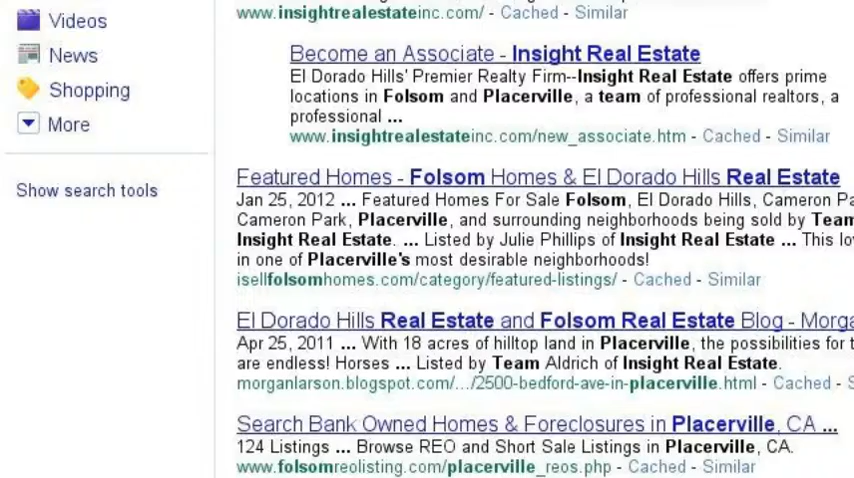 www.insightrealestateinc.com/ - Cached - Similar
Videos
News
Shopping
More
Show search tools
Become an Associate - Insight Real Estate
El Dorado Hills' Premier Realty Firm--Insight Real Estate offers prime
locations in Folsom and Placerville, a team of professional realtors, a
professional ...
www.insightrealestateinc.com/new_associate.htm - Cached - Similar
Featured Homes - Folsom Homes & El Dorado Hills Real Estate
Jan 25, 2012 ... Featured Homes For Sale Folsom, El Dorado Hills, Cameron Pa
Cameron Park, Placerville, and surrounding neighborhoods being sold by Team
Insight Real Estate. ... Listed by Julie Phillips of Insight Real Estate ... This lo
in one of Placerville's most desirable neighborhoods!
isellfolsomhomes.com/category/featured-listings/ - Cached - Similar
El Dorado Hills Real Estate and Folsom Real Estate Blog - Morga
Apr 25, 2011 ... With 18 acres of hilltop land in Placerville, the possibilities for t
are endless! Horses ... Listed by Team Aldrich of Insight Real Estate.
morganlarson.blogspot.com/.../2500-bedford-ave-in-placerville.html - Cached - S
Search Bank Owned Homes & Foreclosures in Placerville, CA ...
124 Listings ... Browse REO and Short Sale Listings in Placerville, CA.
www.folsomreolisting.com/placerville_reos.php - Cached - Similar